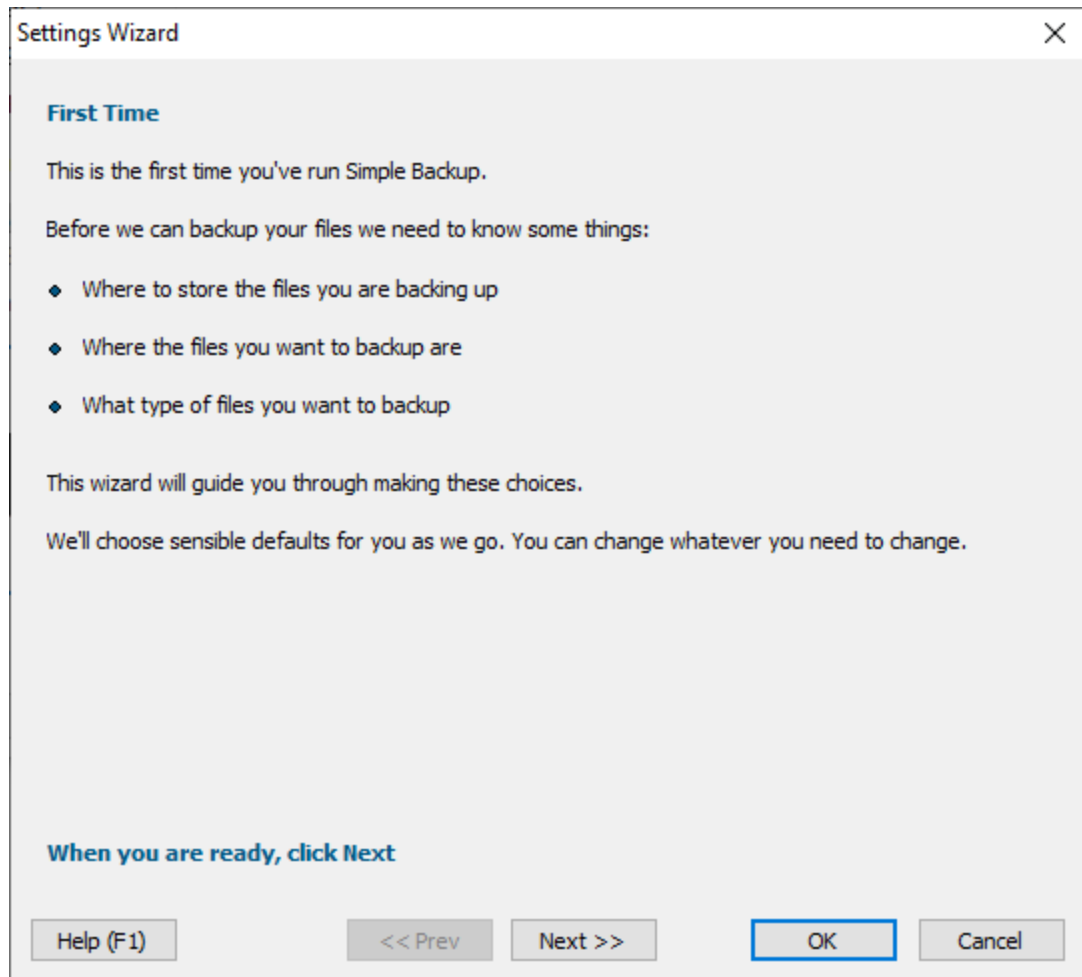 Settings Wizard
First Time
This is the first time you've run Simple Backup.
Before we can backup your files we need to know some things:
Where to store the files you are backing up
Where the files you want to backup are
What type of files you want to backup
This wizard will guide you through making these choices.
We'll choose sensible defaults for you as we go. You can change whatever you need to change.
When you are ready, click Next
Help (F1) << Prev Next >> OK Cancel